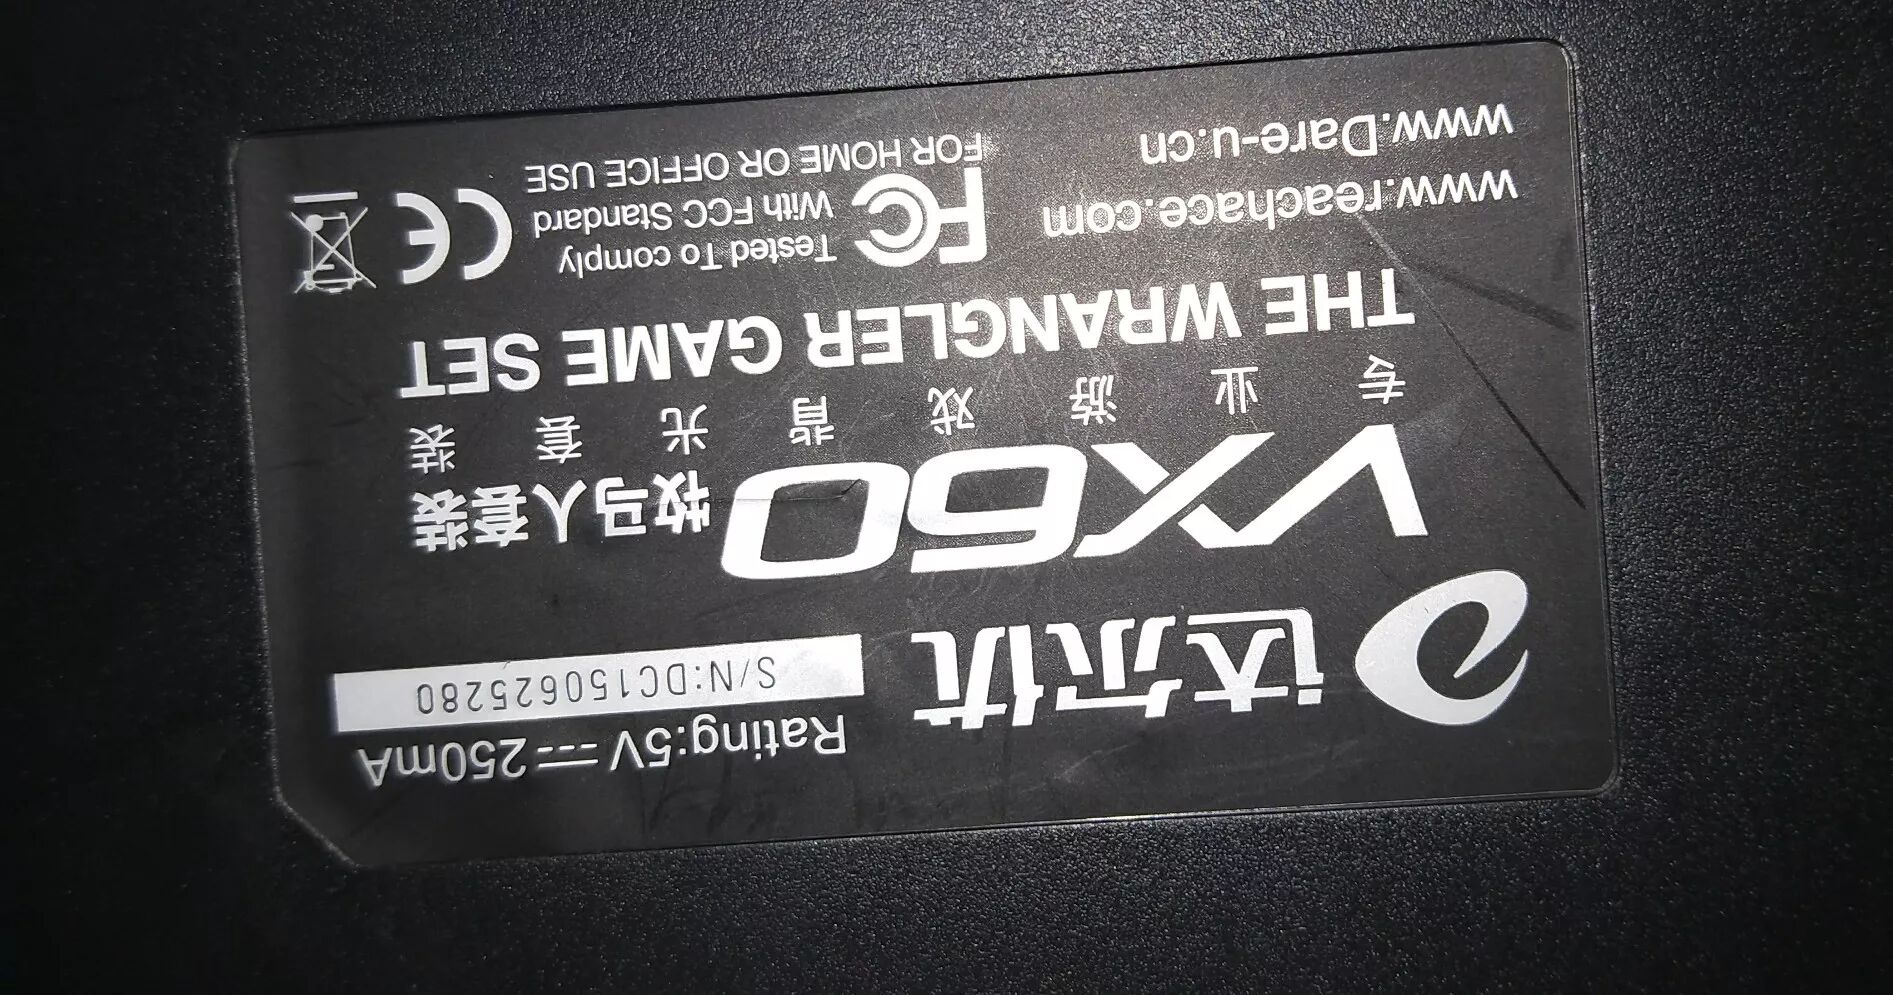 达尔优
Rating:5V⎓250mA
S/N:DC150625280
VX60 牧马人套装
专业游戏背光套装
THE WRANGLER GAME SET
www.reachace.com
www.Dare-u.cn
FC Tested To comply
With FCC Standard
FOR HOME OR OFFICE USE
CE